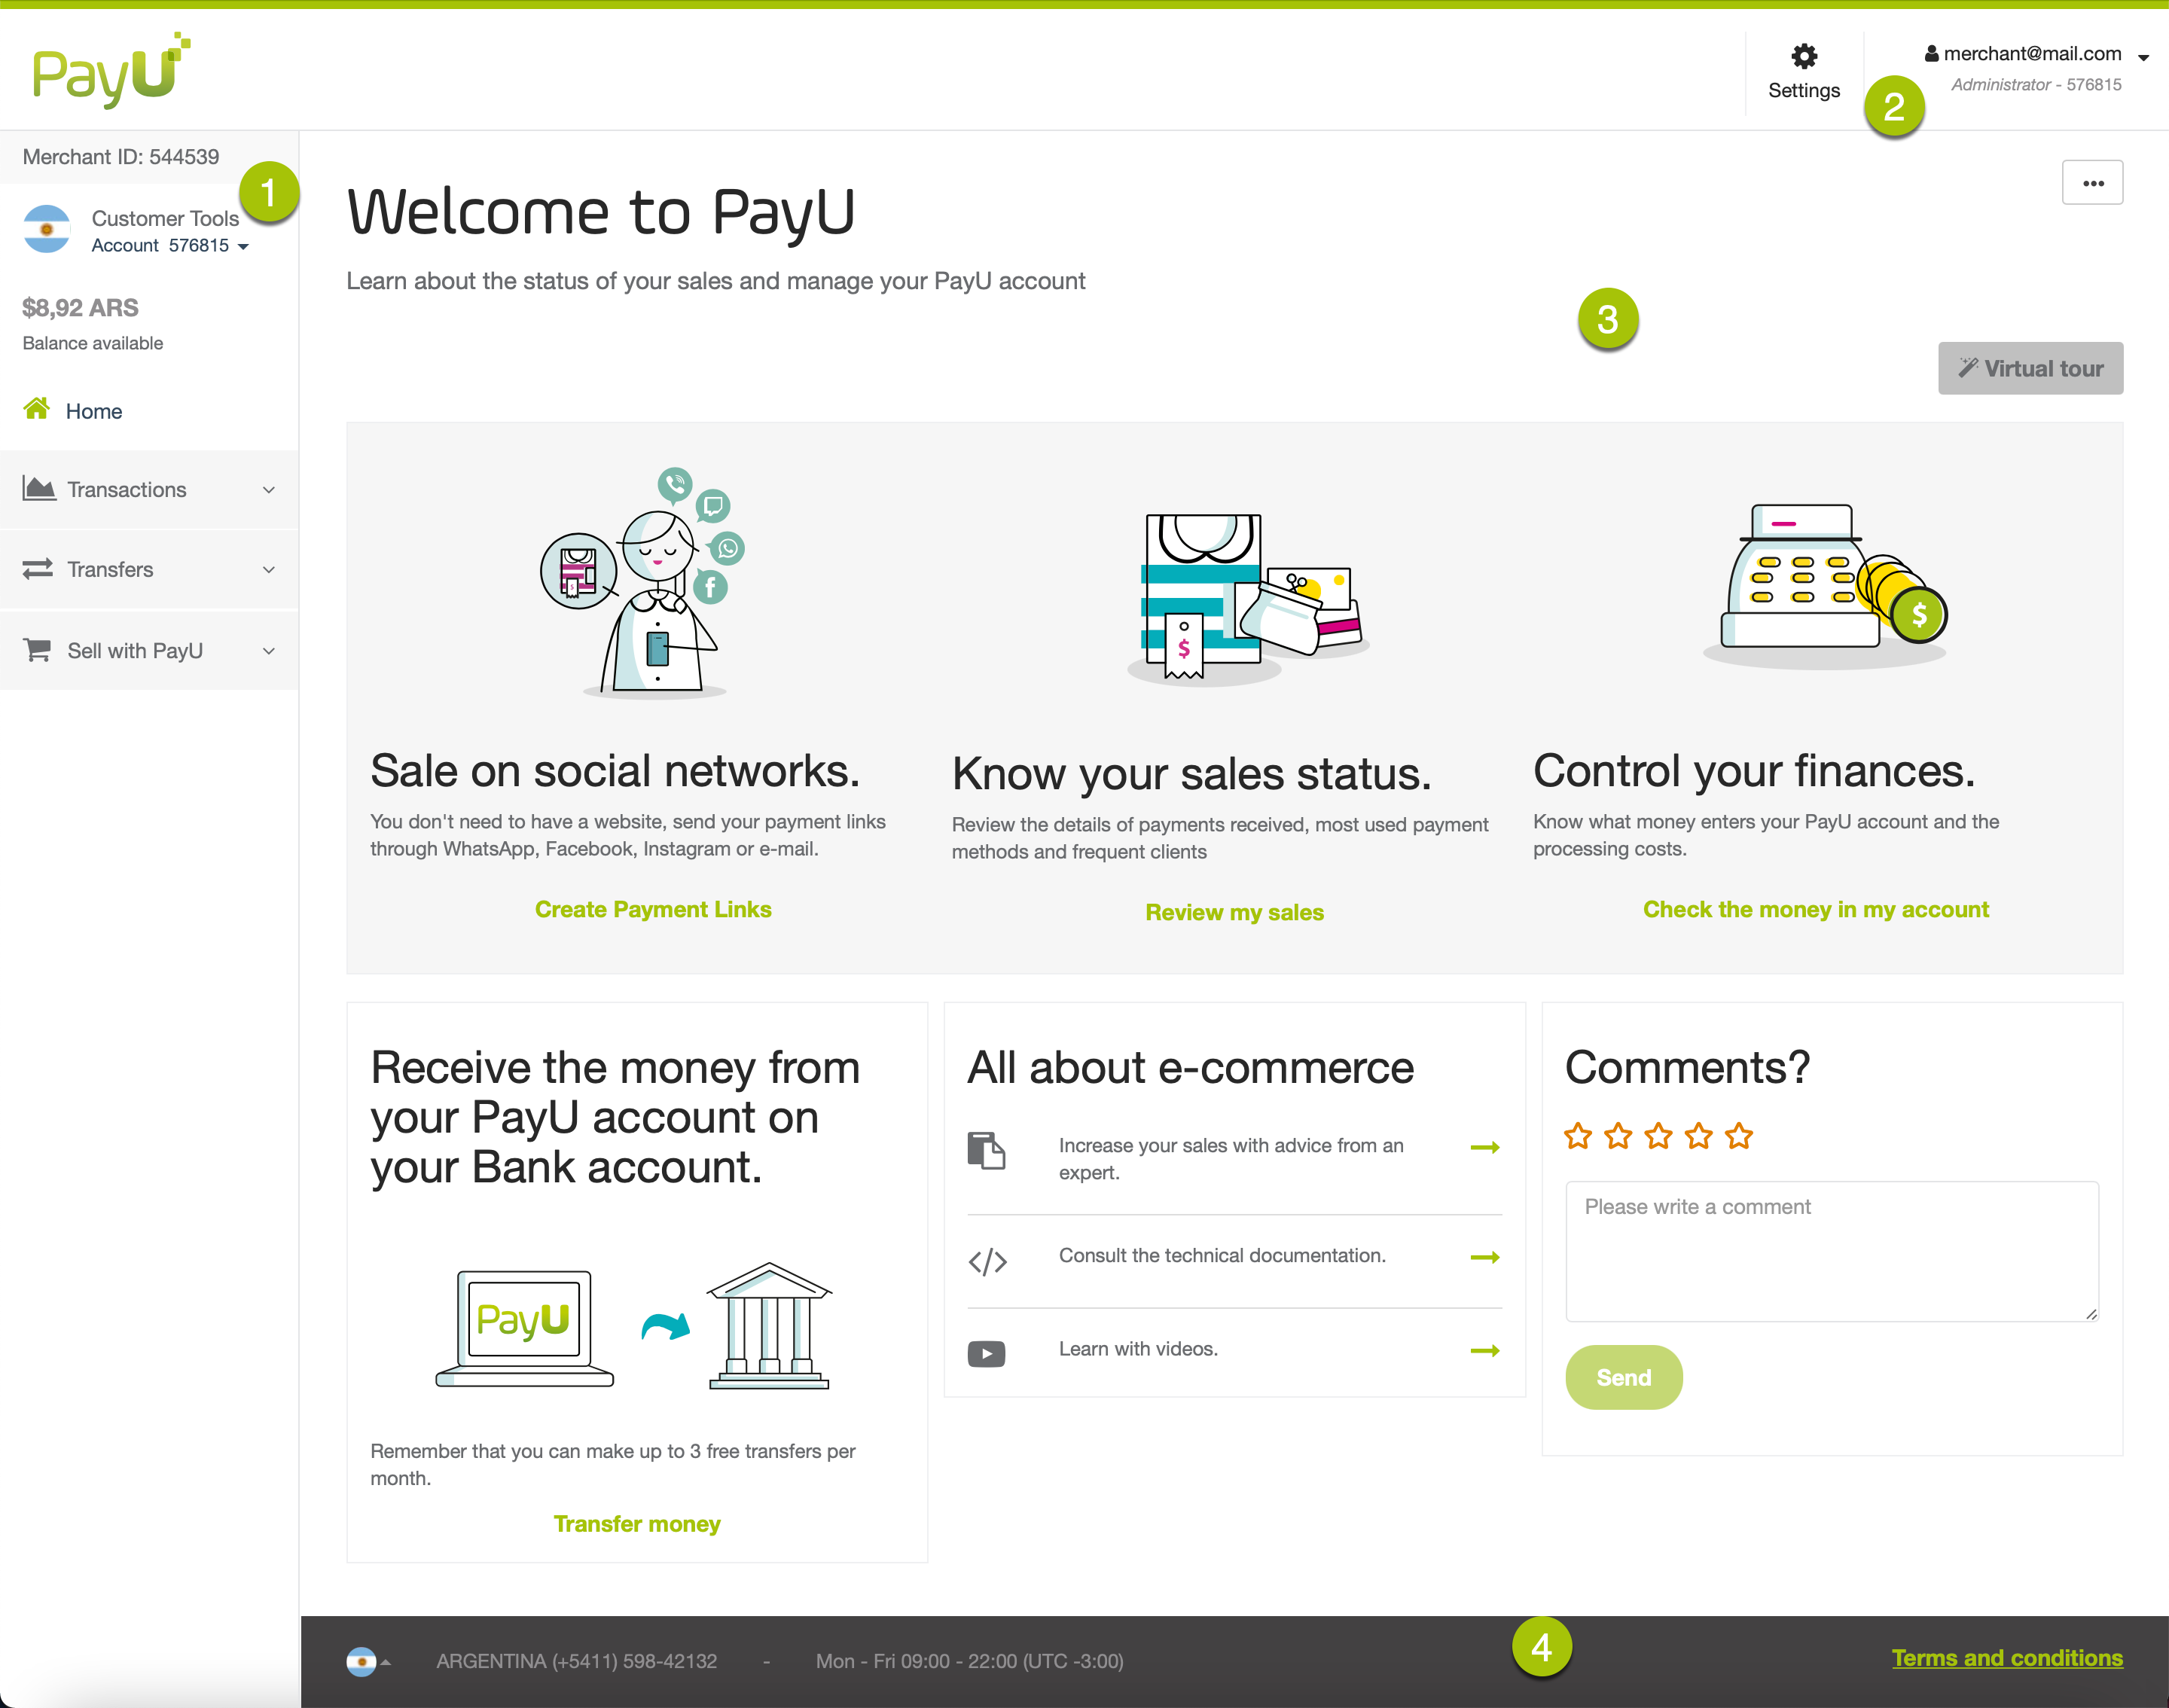 PayU
Settings
merchant@mail.com
Administrator - 576815
2
Merchant ID: 544539
1
Customer Tools
Account 576815
$8,92 ARS
Balance available
Home
Transactions
Transfers
Sell with PayU
Welcome to PayU
Learn about the status of your sales and manage your PayU account
3
Virtual tour
$
$
$
Sale on social networks.
You don't need to have a website, send your payment links
through WhatsApp, Facebook, Instagram or e-mail.
Create Payment Links
Know your sales status.
Review the details of payments received, most used payment
methods and frequent clients
Review my sales
Control your finances.
Know what money enters your PayU account and the
processing costs.
Check the money in my account
Receive the money from
your PayU account on
your Bank account.
PayU
Remember that you can make up to 3 free transfers per
month.
Transfer money
All about e-commerce
Increase your sales with advice from an
expert.
Consult the technical documentation.
Learn with videos.
Comments?
Please write a comment
Send
ARGENTINA (+5411) 598-42132 - Mon - Fri 09:00 - 22:00 (UTC -3:00)
4
Terms and conditions